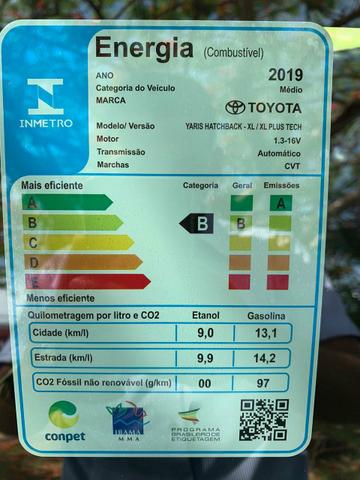 Energia (Combustível)
ANO 2019
Categoria do Veículo Médio
MARCA TOYOTA
INMETRO
Modelo/ Versão YARIS HATCHBACK - XL / XL PLUS TECH
Motor 1.3-16V
Transmissão Automático
Marchas CVT
Mais eficiente Categoria Geral Emissões
A A
B B B
C
D
E
Menos eficiente
Quilometragem por litro e CO2 Etanol Gasolina
Cidade (km/l) 9,0 13,1
Estrada (km/l) 9,9 14,2
CO2 Fóssil não renovável (g/km) 00 97
conpet
IBAMA
MMA
PROGRAMA
BRASILEIRO DE
ETIQUETAGEM